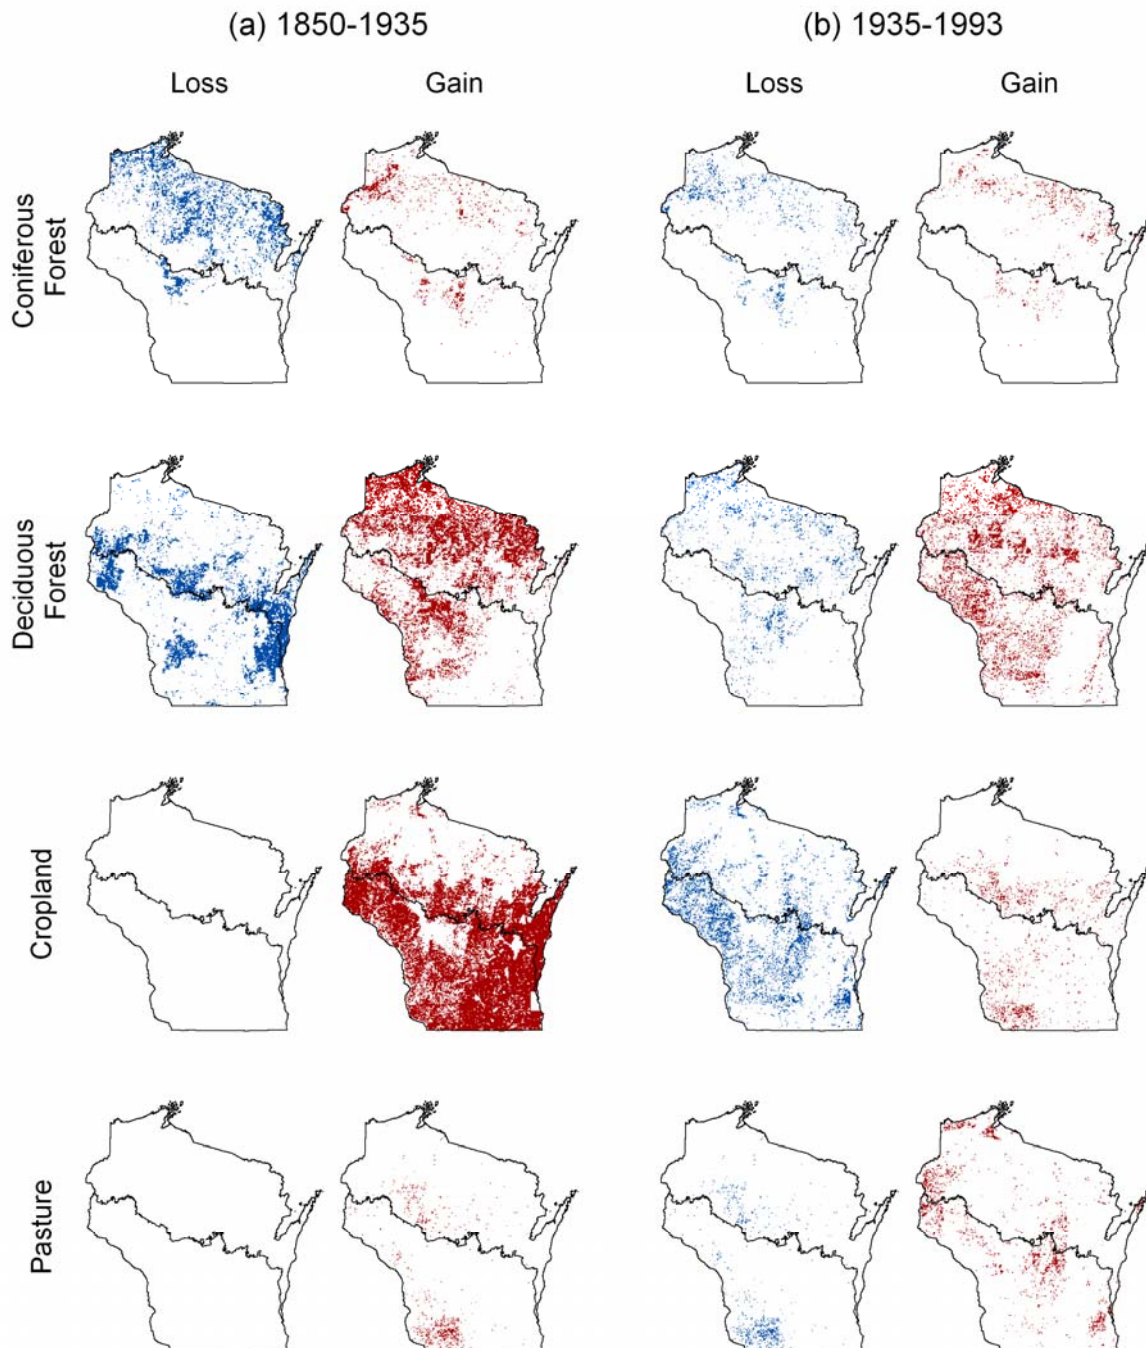 (a) 1850-1935
(b) 1935-1993
Loss
Gain
Loss
Gain
Coniferous
Forest
Deciduous
Forest
Cropland
Pasture